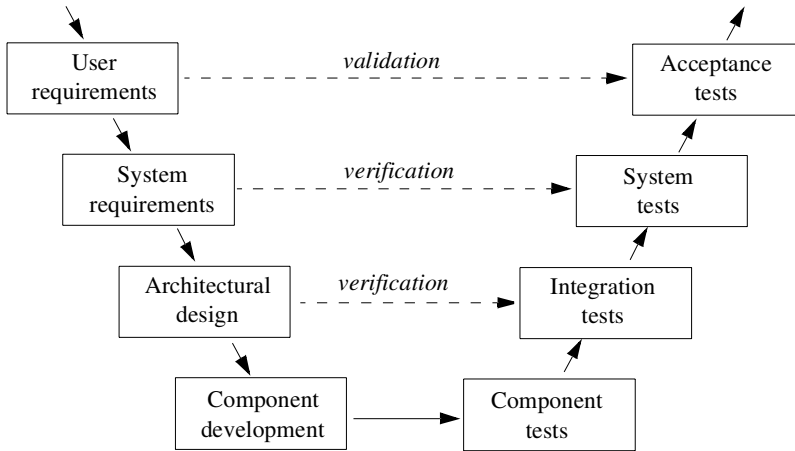 User
requirements
validation
Acceptance
tests
System
requirements
verification
System
tests
Architectural
design
verification
Integration
tests
Component
development
Component
tests